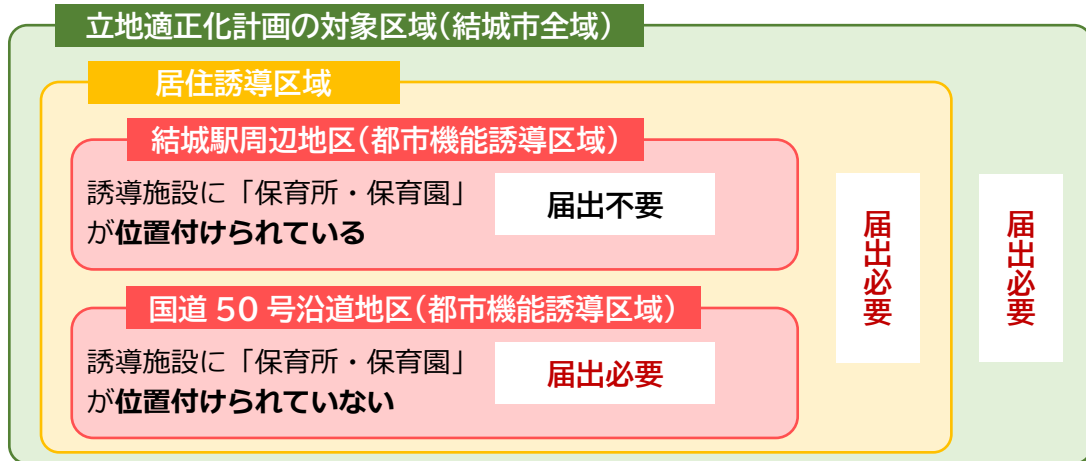 立地適正化計画の対象区域(結城市全域)
居住誘導区域
結城駅周辺地区(都市機能誘導区域)
誘導施設に「保育所・保育園」
が位置付けられている
届出不要
国道 50 号沿道地区(都市機能誘導区域)
誘導施設に「保育所・保育園」
が位置付けられていない
届出必要
届出必要
届出必要